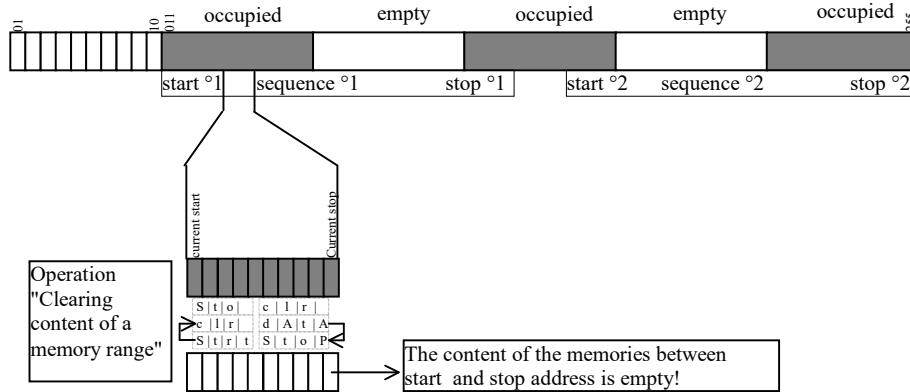 occupied empty occupied empty occupied
01 10 011 255
start °1 sequence °1 stop °1 start °2 sequence °2 stop °2
current start Current stop
Operation
"Clearing
content of a
memory range"
S|t|o| c|l|r|
c|l|r| d|A|t|A
S|t|r|t S|t|o|P
The content of the memories between
start and stop address is empty!